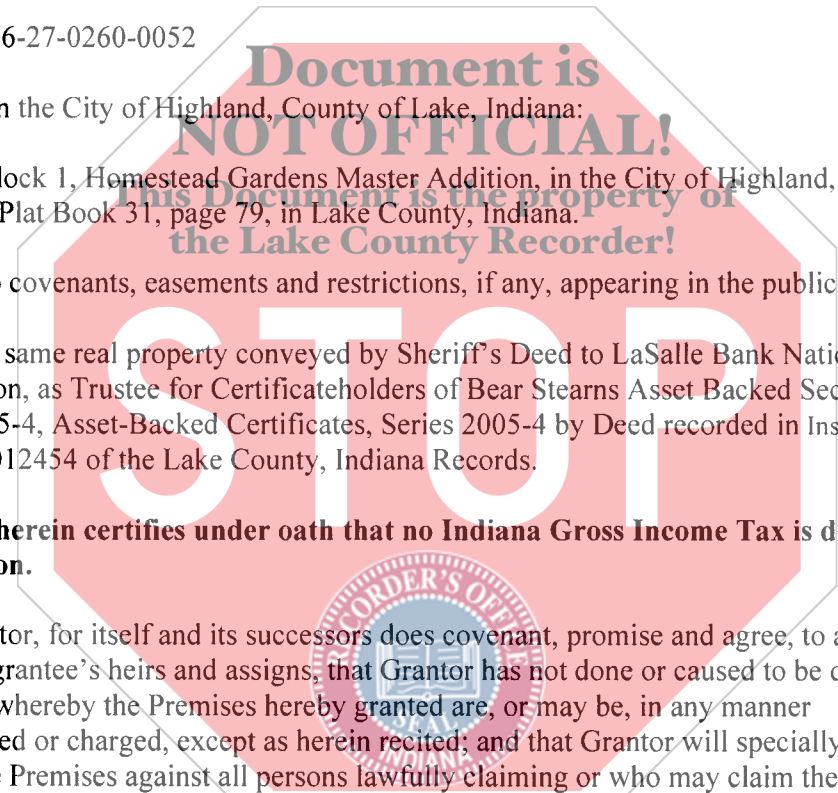 6-27-0260-0052
Document is
n the City of Highland, County of Lake, Indiana:
NOT OFFICIAL!
lock 1, Homestead Gardens Master Addition, in the City of Highland,
This Document is the property of
Plat Book 31, page 79, in Lake County, Indiana.
the Lake County Recorder!
covenants, easements and restrictions, if any, appearing in the public
same real property conveyed by Sheriff's Deed to LaSalle Bank Nati
on, as Trustee for Certificateholders of Bear Stearns Asset Backed Sec
5-4, Asset-Backed Certificates, Series 2005-4 by Deed recorded in Ins
012454 of the Lake County, Indiana Records.
STOP
herein certifies under oath that no Indiana Gross Income Tax is d
on.
RECORDER'S OFFICE
tor, for itself and its successors does covenant, promise and agree, to a
grantee's heirs and assigns, that Grantor has not done or caused to be d
whereby the Premises hereby granted are, or may be, in any manner
SEAL
ed or charged, except as herein recited; and that Grantor will specially
INDIANA
Premises against all persons lawfully claiming or who may claim the